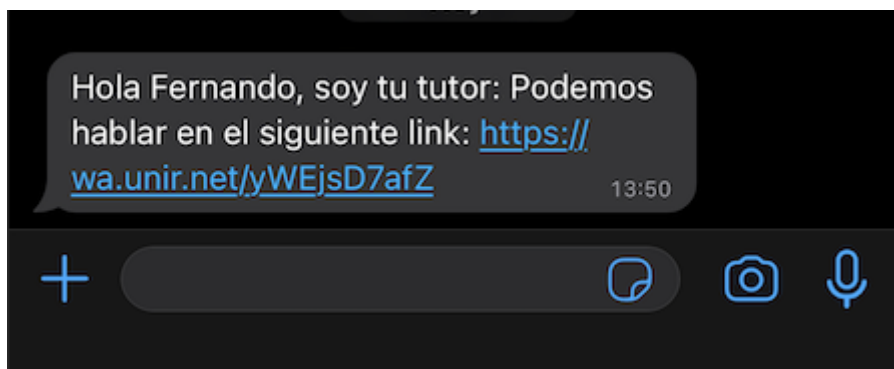 Hola Fernando, soy tu tutor: Podemos
hablar en el siguiente link: https://
wa.unir.net/yWEjsD7afZ
13:50